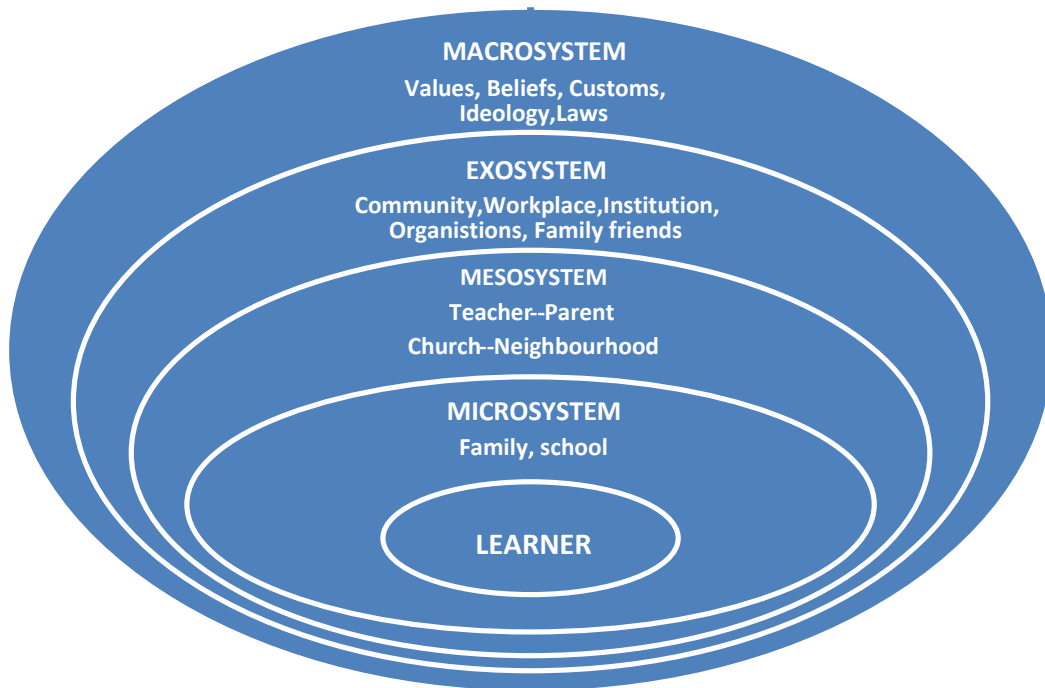 MACROSYSTEM
Values, Beliefs, Customs,
Ideology,Laws
EXOSYSTEM
Community,Workplace,Institution,
Organistions, Family friends
MESOSYSTEM
Teacher--Parent
Church--Neighbourhood
MICROSYSTEM
Family, school
LEARNER